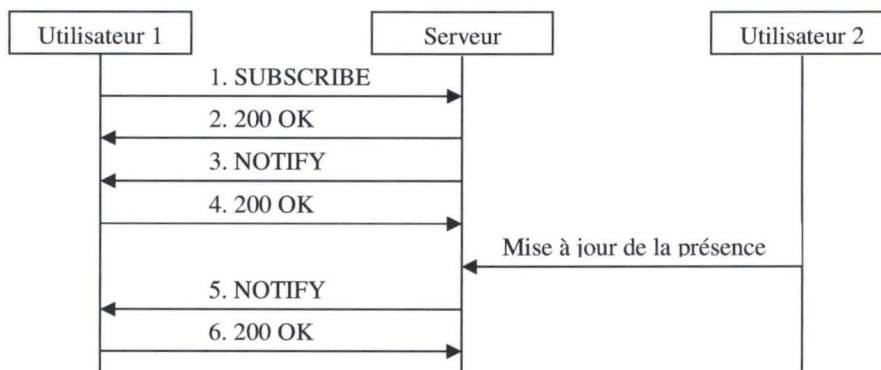 Utilisateur 1
Serveur
Utilisateur 2
1. SUBSCRIBE
2. 200 OK
3. NOTIFY
4. 200 OK
Mise à jour de la présence
5. NOTIFY
6. 200 OK